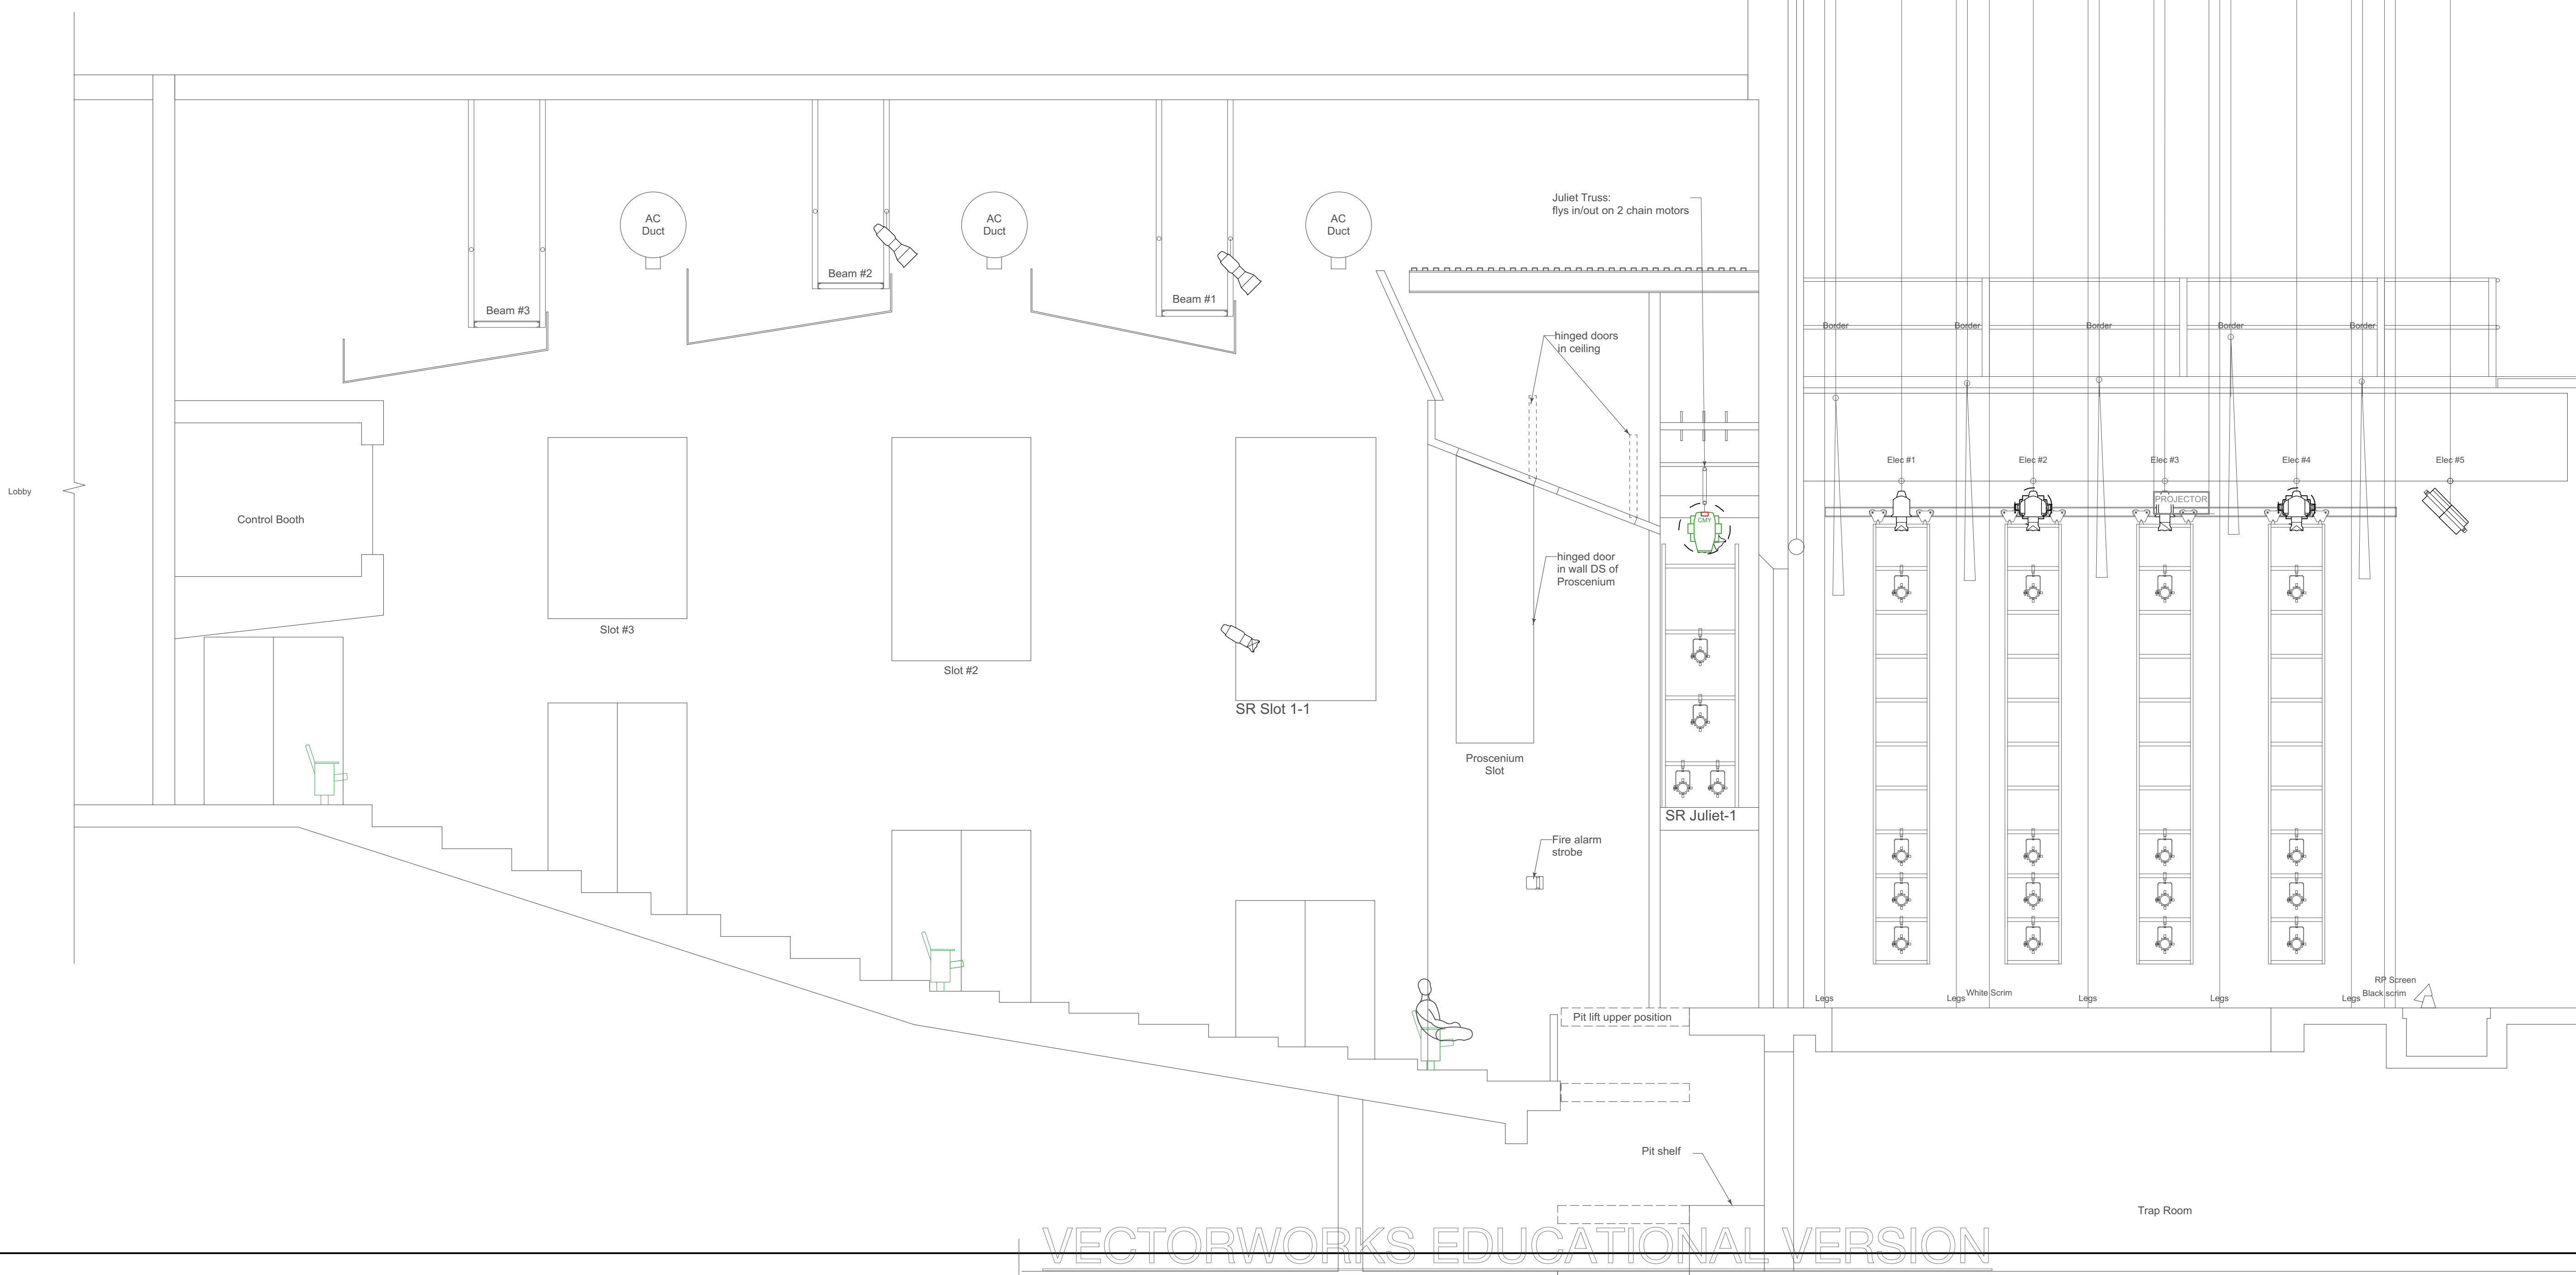 Juliet Truss:
flys in/out on 2 chain motors
AC
Duct
AC
Duct
AC
Duct
Beam #2
Beam #1
Beam #3
hinged doors
in ceiling
Border
Border
Border
Border
Border
Elec #1
Elec #2
Elec #3
Elec #4
Elec #5
Lobby
PROJECTOR
Control Booth
CMY
hinged door
in wall DS of
Proscenium
Slot #3
Slot #2
SR Slot 1-1
Proscenium
Slot
SR Juliet-1
Fire alarm
strobe
RP Screen
White Scrim
Black scrim
Legs
Legs
Legs
Legs
Legs
Pit lift upper position
Pit shelf
Trap Room
VECTORWORKS EDUCATIONAL VERSION